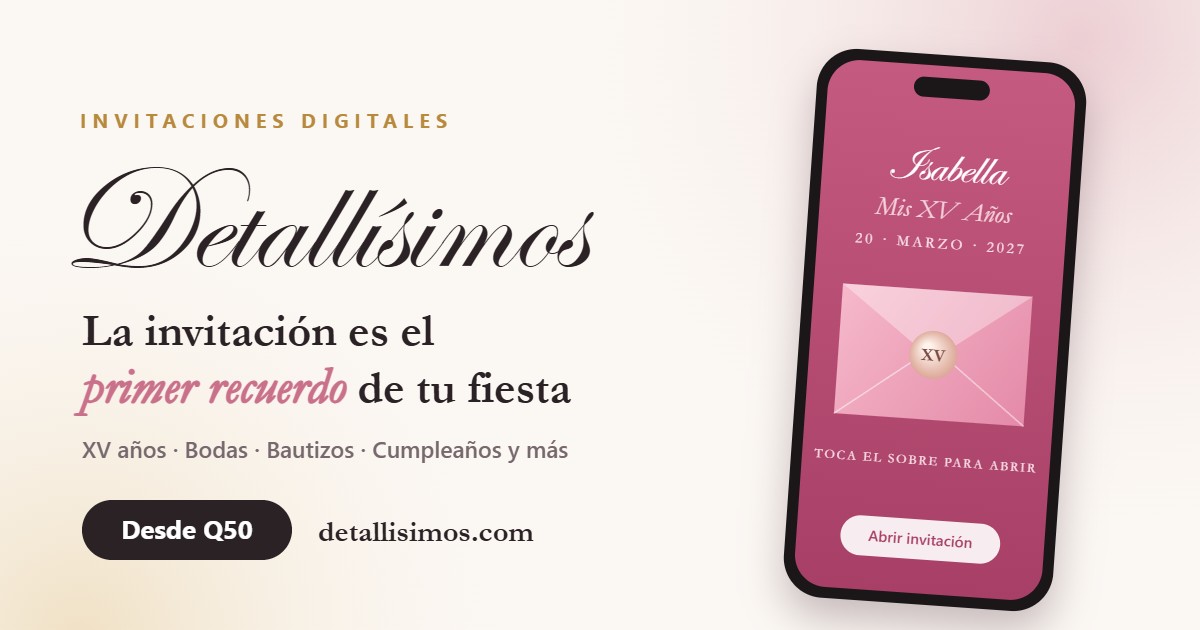 INVITACIONES DIGITALES
Detallísimos
La invitación es el
primer recuerdo de tu fiesta
XV años · Bodas · Bautizos · Cumpleaños y más
Desde Q50
detallisimos.com
Isabella
Mis XV Años
20 · MARZO · 2027
XV
TOCA EL SOBRE PARA ABRIR
Abrir invitación